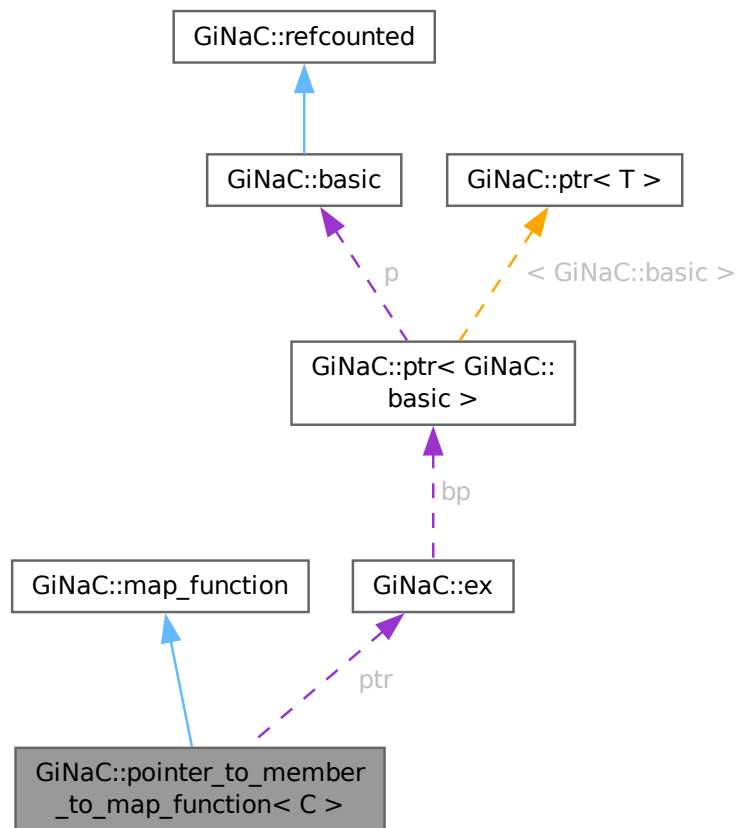 GiNaC::refcounted
GiNaC::basic
GiNaC::ptr< T >
p
< GiNaC::basic >
GiNaC::ptr< GiNaC::
basic >
bp
GiNaC::map_function
GiNaC::ex
ptr
GiNaC::pointer_to_member
_to_map_function< C >